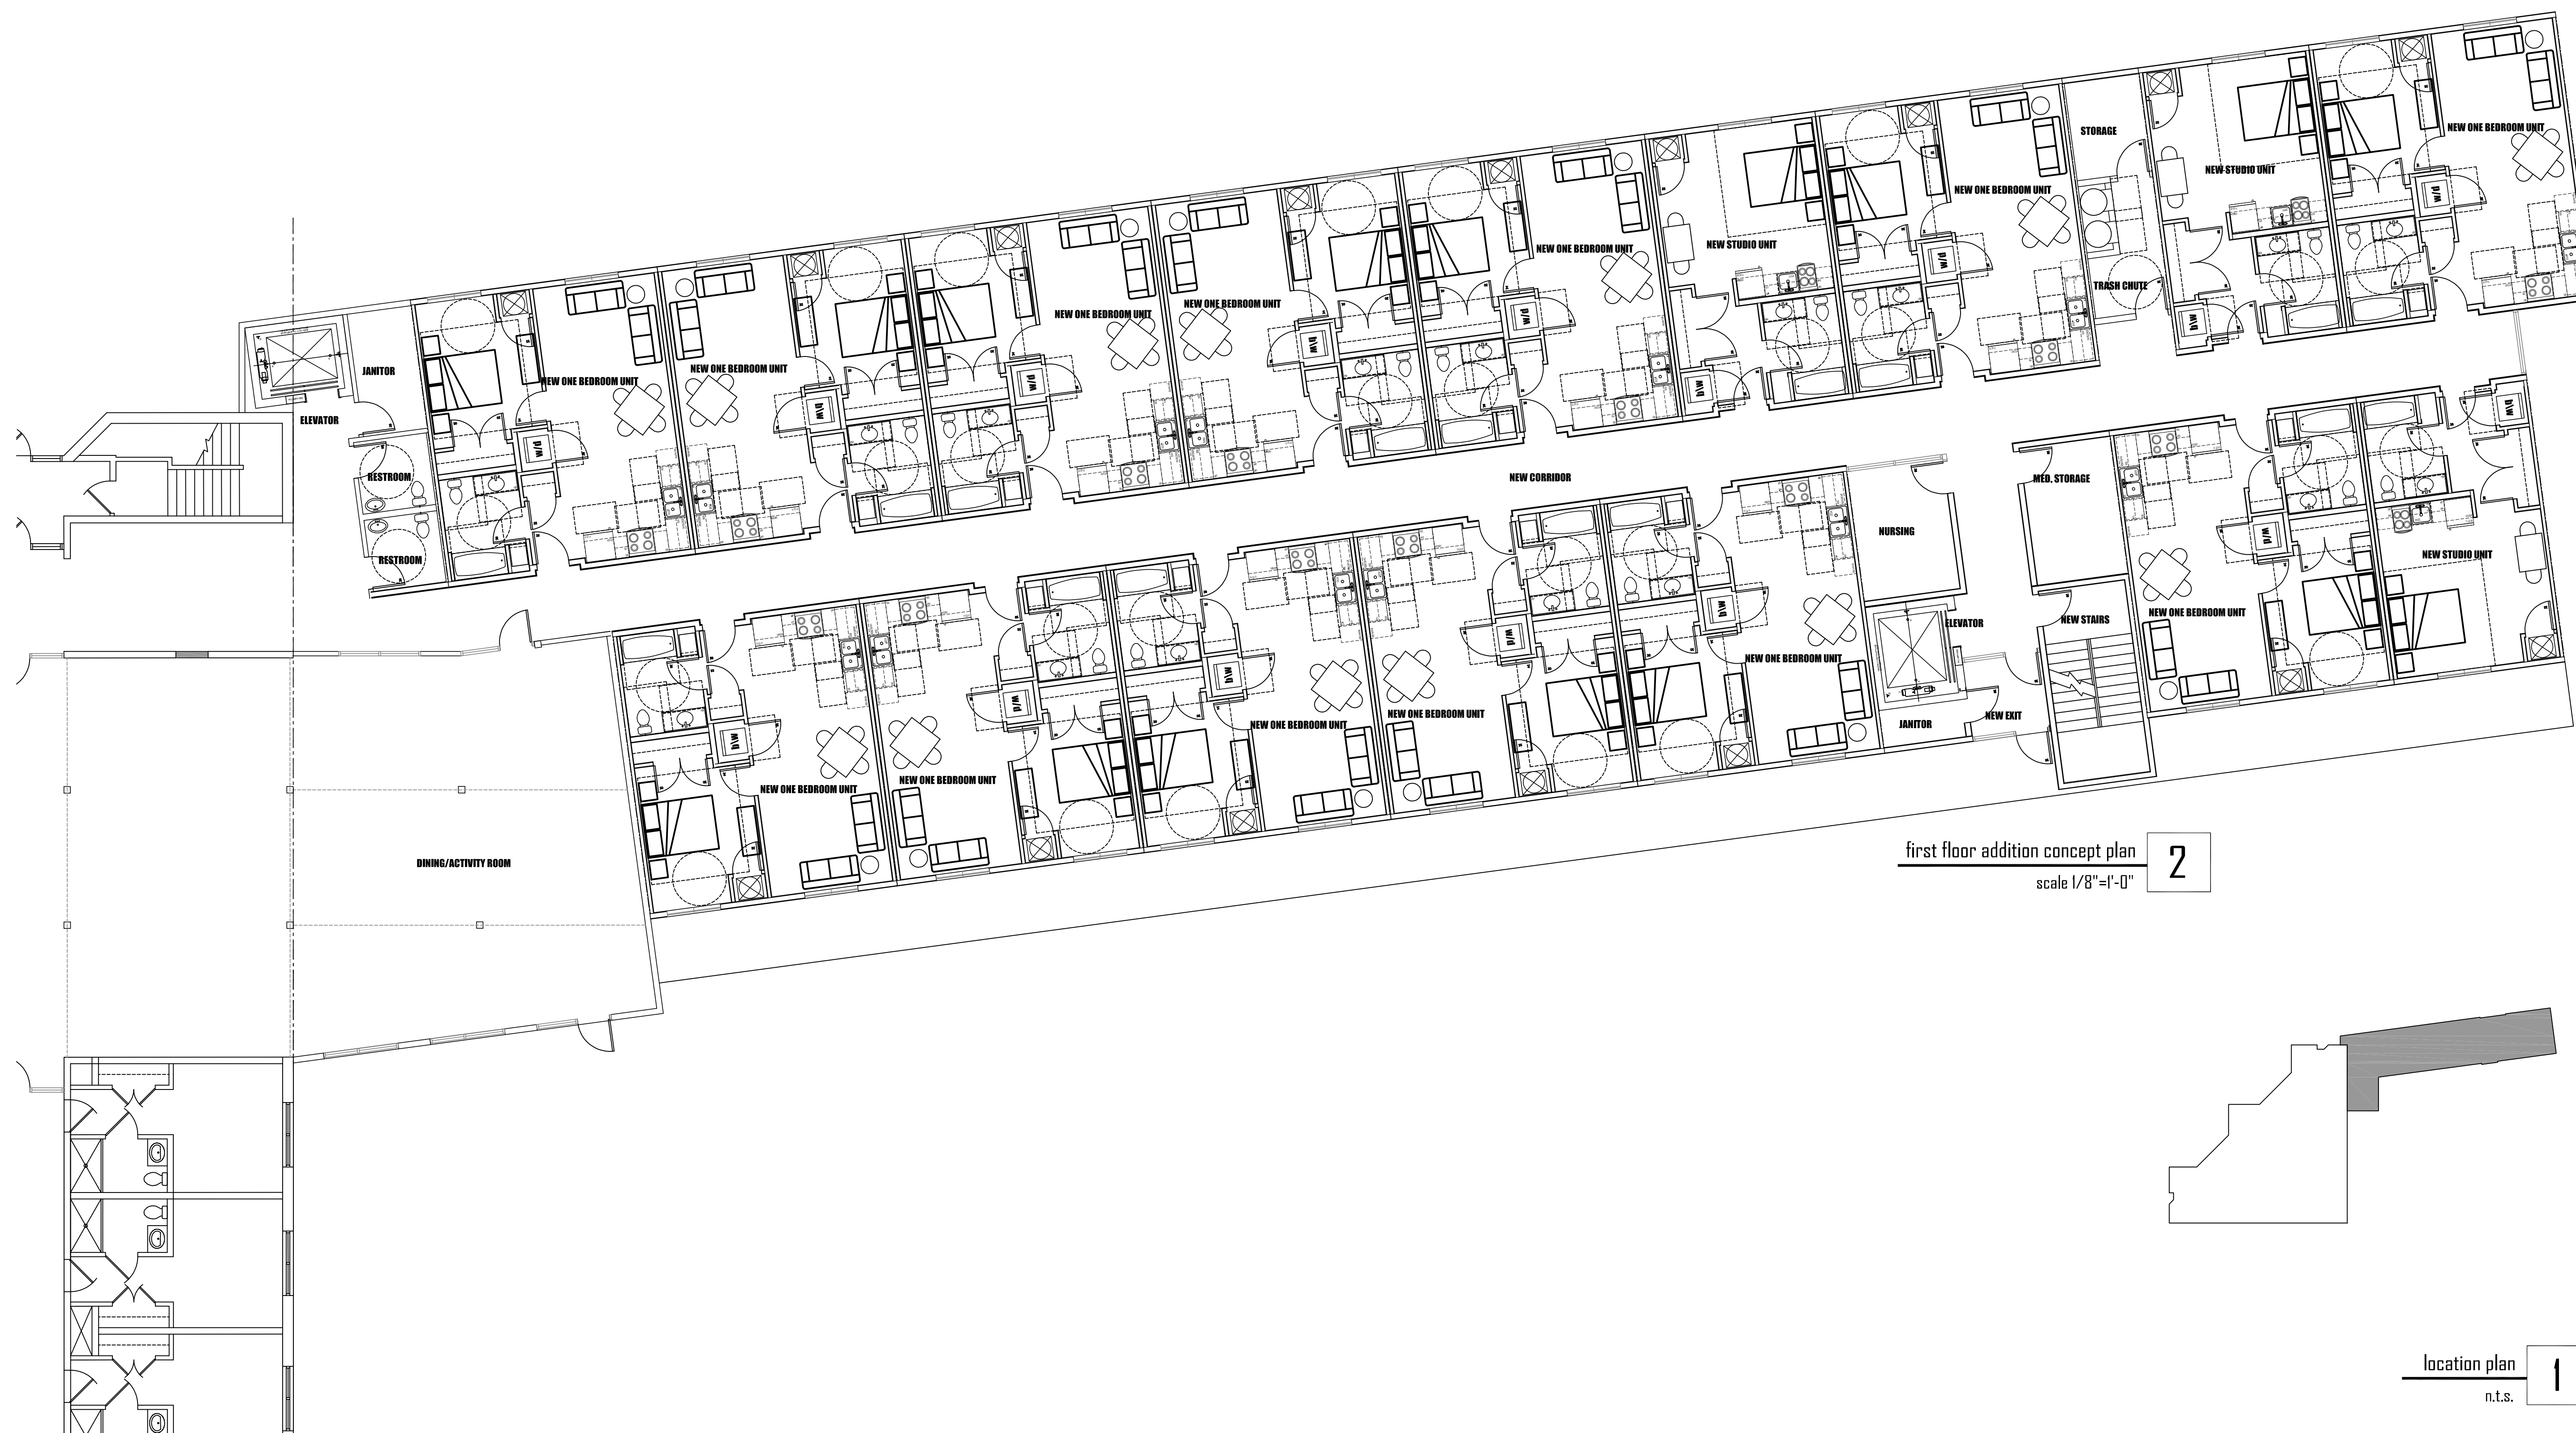 NEW ONE BEDROOM UNIT
STORAGE
NEW STUDIO UNIT
w/d
NEW ONE BEDROOM UNIT
NEW STUDIO UNIT
NEW ONE BEDROOM UNIT
w/d
TRASH CHUTE
w/d
NEW ONE BEDROOM UNIT
NEW ONE BEDROOM UNIT
w/d
w/d
w/d
NEW ONE BEDROOM UNIT
NEW ONE BEDROOM UNIT
w/d
w/d
JANITOR
ELEVATOR
w/d
RESTROOM
RESTROOM
NEW CORRIDOR
w/d
MED. STORAGE
NURSING
w/d
NEW STUDIO UNIT
NEW ONE BEDROOM UNIT
NEW STAIRS
ELEVATOR
w/d
w/d
NEW ONE BEDROOM UNIT
JANITOR
NEW EXIT
w/d
w/d
NEW ONE BEDROOM UNIT
NEW ONE BEDROOM UNIT
w/d
NEW ONE BEDROOM UNIT
NEW ONE BEDROOM UNIT
DINING/ACTIVITY ROOM
first floor addition concept plan
2
scale 1/8"=1'-0"
location plan
1
n.t.s.